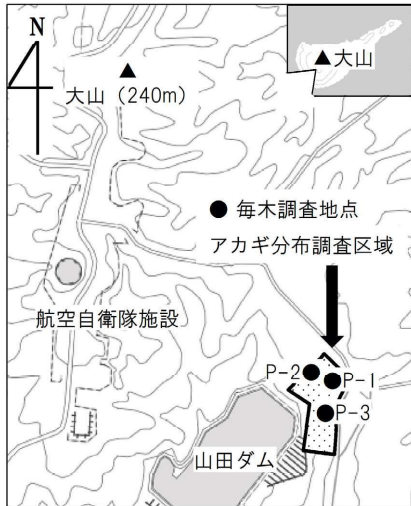 N
▲大山
大山（240m）
● 毎木調査地点
アカギ分布調査区域
航空自衛隊施設
P-2
P-1
P-3
山田ダム